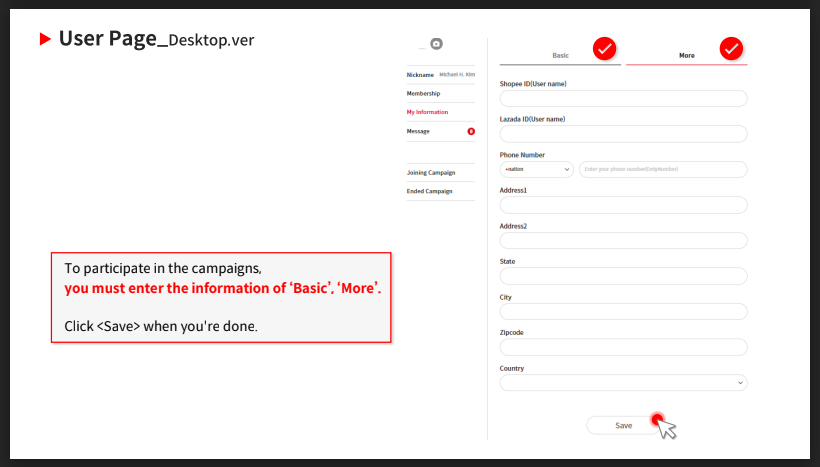 User Page_Desktop.ver
Nickname Michael H. Kim
Membership
My Information
Message
Joining Campaign
Ended Campaign
Basic
More
Shopee ID(User name)
Lazada ID(User name)
Phone Number
+nation
Enter your phone number(OnlyNumber)
Address1
Address2
State
City
Zipcode
Country
Save
To participate in the campaigns,
you must enter the information of ‘Basic’, ‘More’.
Click <Save> when you're done.